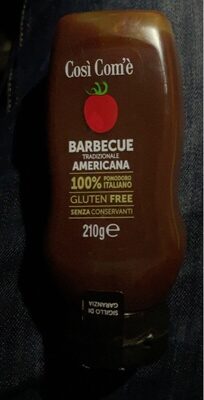 Così Com'è
BARBECUE
TRADIZIONALE
AMERICANA
100% POMODORO ITALIANO
GLUTEN FREE
SENZA CONSERVANTI
210g℮
SIGILLO DI
GARANZIA